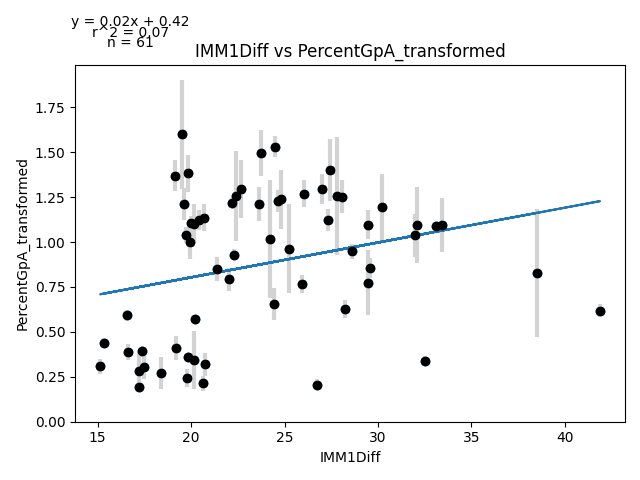 y = 0.02x + 0.42
r^2 = 0.07
n = 61
IMM1Diff vs PercentGpA_transformed
PercentGpA_transformed
1.75
1.50
1.25
1.00
0.75
0.50
0.25
0.00
15 20 25 30 35 40
IMM1Diff